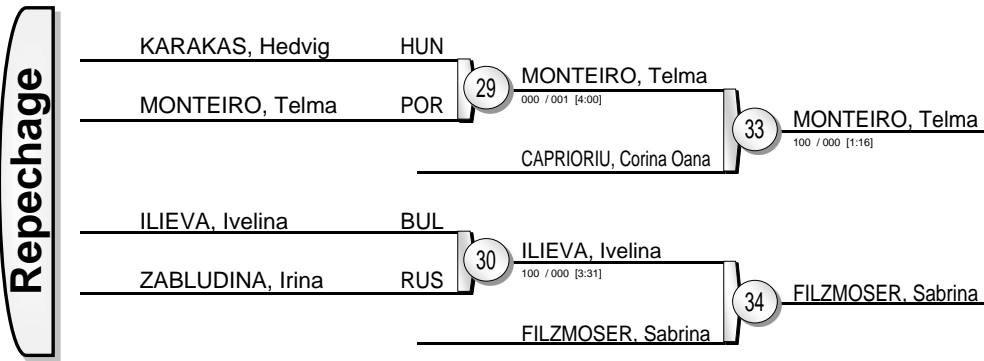 Repechage
KARAKAS, Hedvig HUN
MONTEIRO, Telma POR
29
MONTEIRO, Telma
000 / 001 [4:00]
CAPRIORIU, Corina Oana
33
MONTEIRO, Telma
100 / 000 [1:16]
ILIEVA, Ivelina BUL
ZABLUDINA, Irina RUS
30
ILIEVA, Ivelina
100 / 000 [3:31]
FILZMOSER, Sabrina
34
FILZMOSER, Sabrina